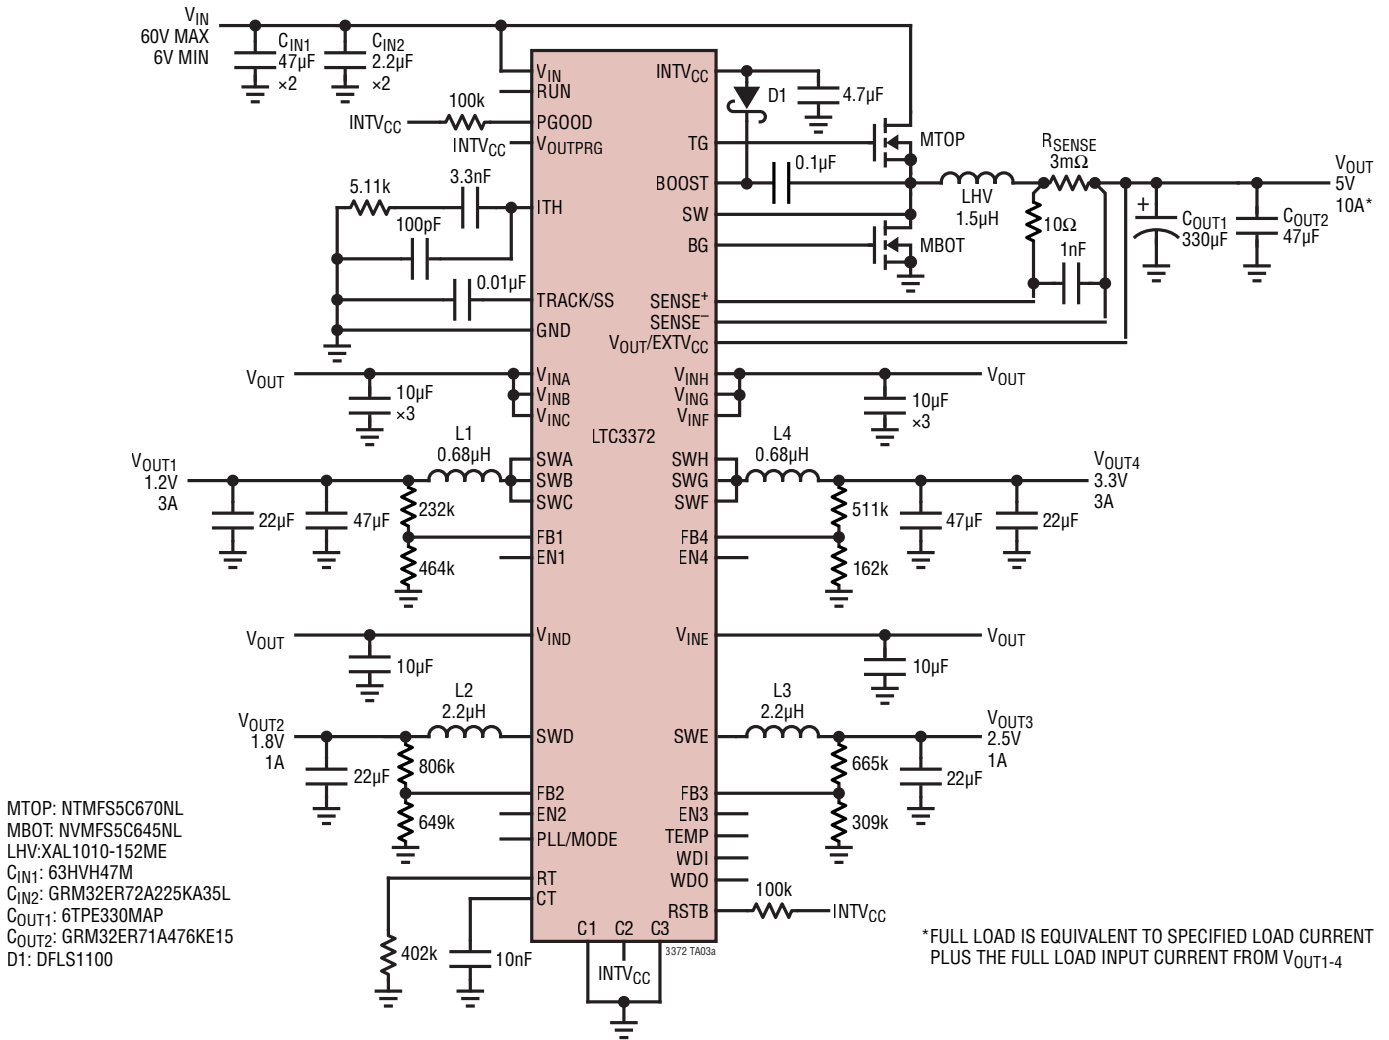 VIN
60V MAX
6V MIN
CIN1
47µF
×2
CIN2
2.2µF
×2
100k
INTVCC
INTVCC
VIN
RUN
PGOOD
VOUTPRG
5.11k
3.3nF
100pF
0.01µF
ITH
TRACK/SS
GND
INTVCC
TG
BOOST
SW
BG
SENSE+
SENSE–
VOUT/EXTVCC
D1
4.7µF
0.1µF
MTOP
MBOT
LHV
1.5µH
RSENSE
3mΩ
10Ω
1nF
+
COUT1
330µF
COUT2
47µF
VOUT
5V
10A*
VOUT
10µF
×3
VINA
VINB
VINC
VINH
VING
VINF
VOUT
10µF
×3
LTC3372
VOUT1
1.2V
3A
22µF
47µF
L1
0.68µH
232k
464k
SWA
SWB
SWC
FB1
EN1
SWH
SWG
SWF
FB4
EN4
L4
0.68µH
511k
162k
47µF
22µF
VOUT4
3.3V
3A
VOUT
10µF
VIND
VINE
VOUT
10µF
VOUT2
1.8V
1A
22µF
L2
2.2µH
806k
649k
SWD
FB2
EN2
PLL/MODE
RT
CT
SWE
FB3
EN3
TEMP
WDI
WDO
RSTB
L3
2.2µH
665k
309k
22µF
VOUT3
2.5V
1A
100k
INTVCC
402k
10nF
C1
C2
C3
INTVCC
3372 TA03a
MTOP: NTMFS5C670NL
MBOT: NVMFS5C645NL
LHV:XAL1010-152ME
CIN1: 63HVH47M
CIN2: GRM32ER72A225KA35L
COUT1: 6TPE330MAP
COUT2: GRM32ER71A476KE15
D1: DFLS1100
*FULL LOAD IS EQUIVALENT TO SPECIFIED LOAD CURRENT
PLUS THE FULL LOAD INPUT CURRENT FROM VOUT1-4